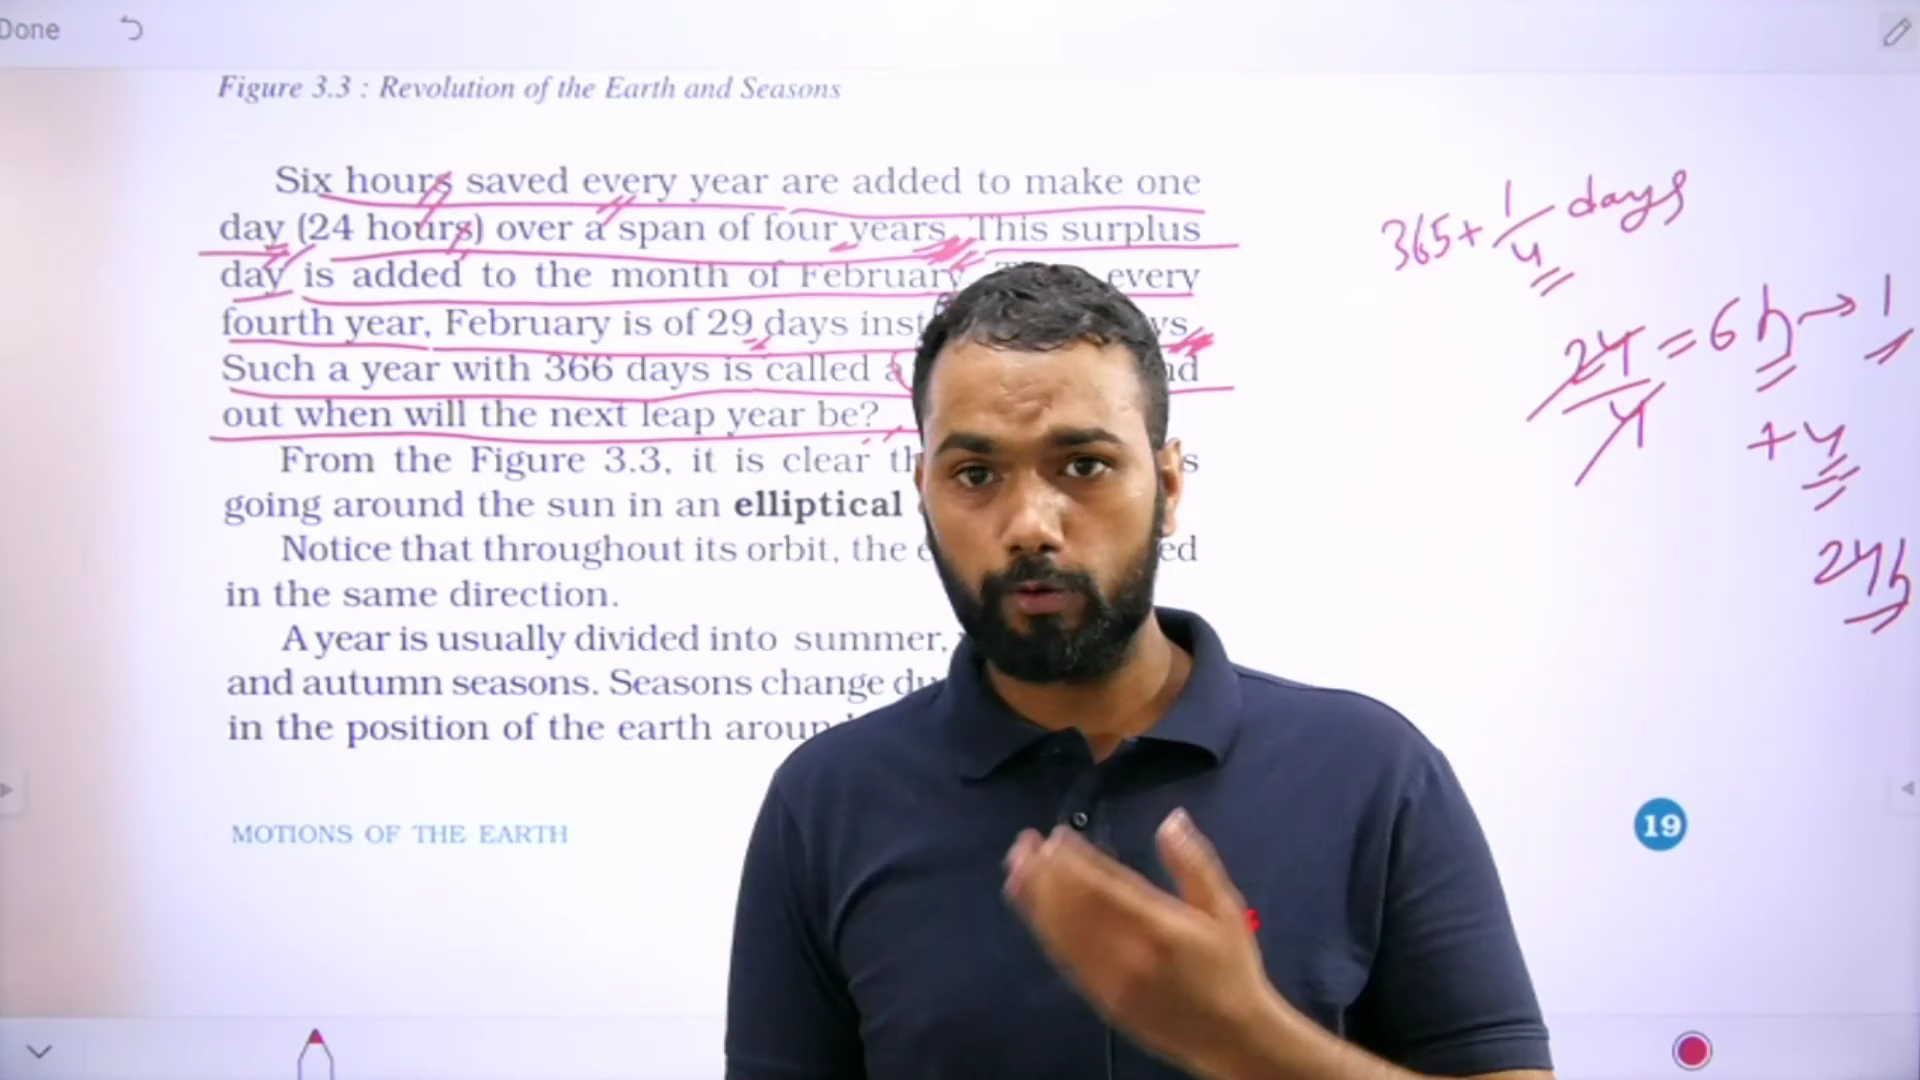 Done
Figure 3.3 : Revolution of the Earth and Seasons
Six hours saved every year are added to make one
day (24 hours) over a span of four years. This surplus
day is added to the month of February. every
fourth year, February is of 29 days
Such a year with 366 days is called a
out when will the next leap year be?
From the Figure 3.3, it is clear
going around the sun in an elliptical
Notice that throughout its orbit, the
in the same direction.
A year is usually divided into summer,
and autumn seasons. Seasons change
in the position of the earth
MOTIONS OF THE EARTH
19
365 + 1/4 days
24/4 = 6h → 1
+ 4
24h